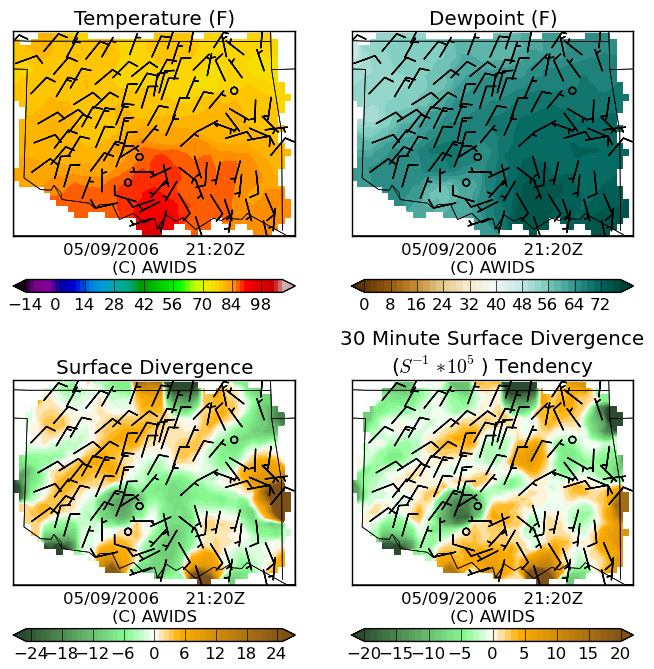 Temperature (F)
Dewpoint (F)
05/09/2006 21:20Z
(C) AWIDS
05/09/2006 21:20Z
(C) AWIDS
−14 0 14 28 42 56 70 84 98
0 8 16 24 32 40 48 56 64 72
Surface Divergence
30 Minute Surface Divergence
(S⁻¹ *10⁵ ) Tendency
05/09/2006 21:20Z
(C) AWIDS
05/09/2006 21:20Z
(C) AWIDS
−24 −18 −12 −6 0 6 12 18 24
−20 −15 −10 −5 0 5 10 15 20